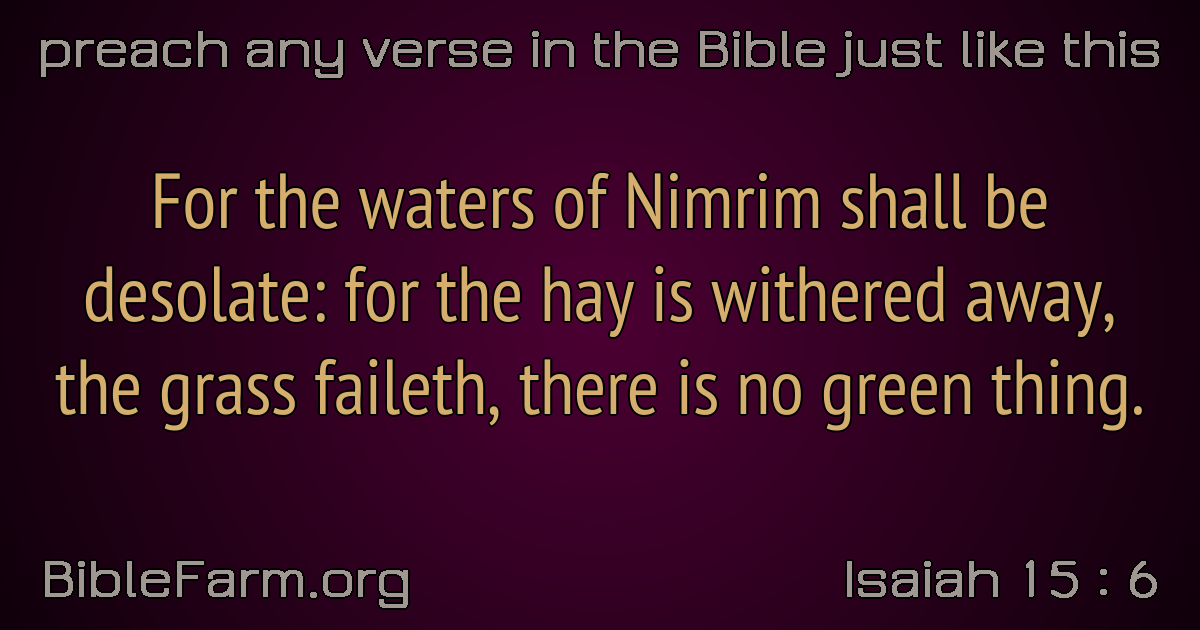 preach any verse in the Bible just like this
For the waters of Nimrim shall be
desolate: for the hay is withered away,
the grass faileth, there is no green thing.
BibleFarm.org
Isaiah 15 : 6